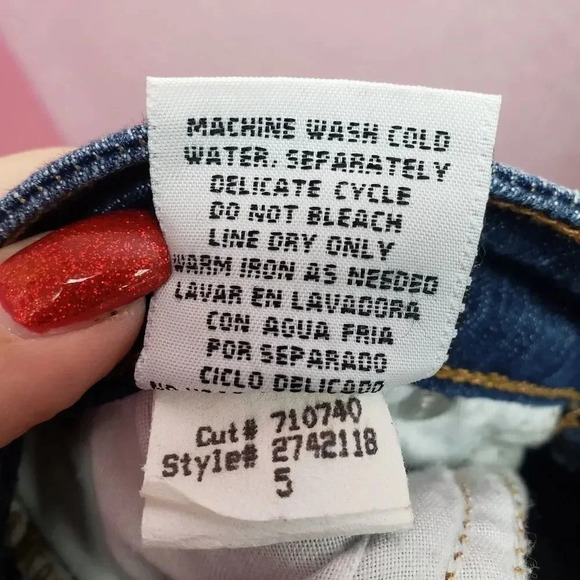 MACHINE WASH COLD
WATER, SEPARATELY
DELICATE CYCLE
DO NOT BLEACH
LINE DRY ONLY
WARM IRON AS NEEDED
LAVAR EN LAVADORA
CON AGUA FRIA
POR SEPARADO
CICLO DELICADO
Cut# 710740
Style# 2742118
5